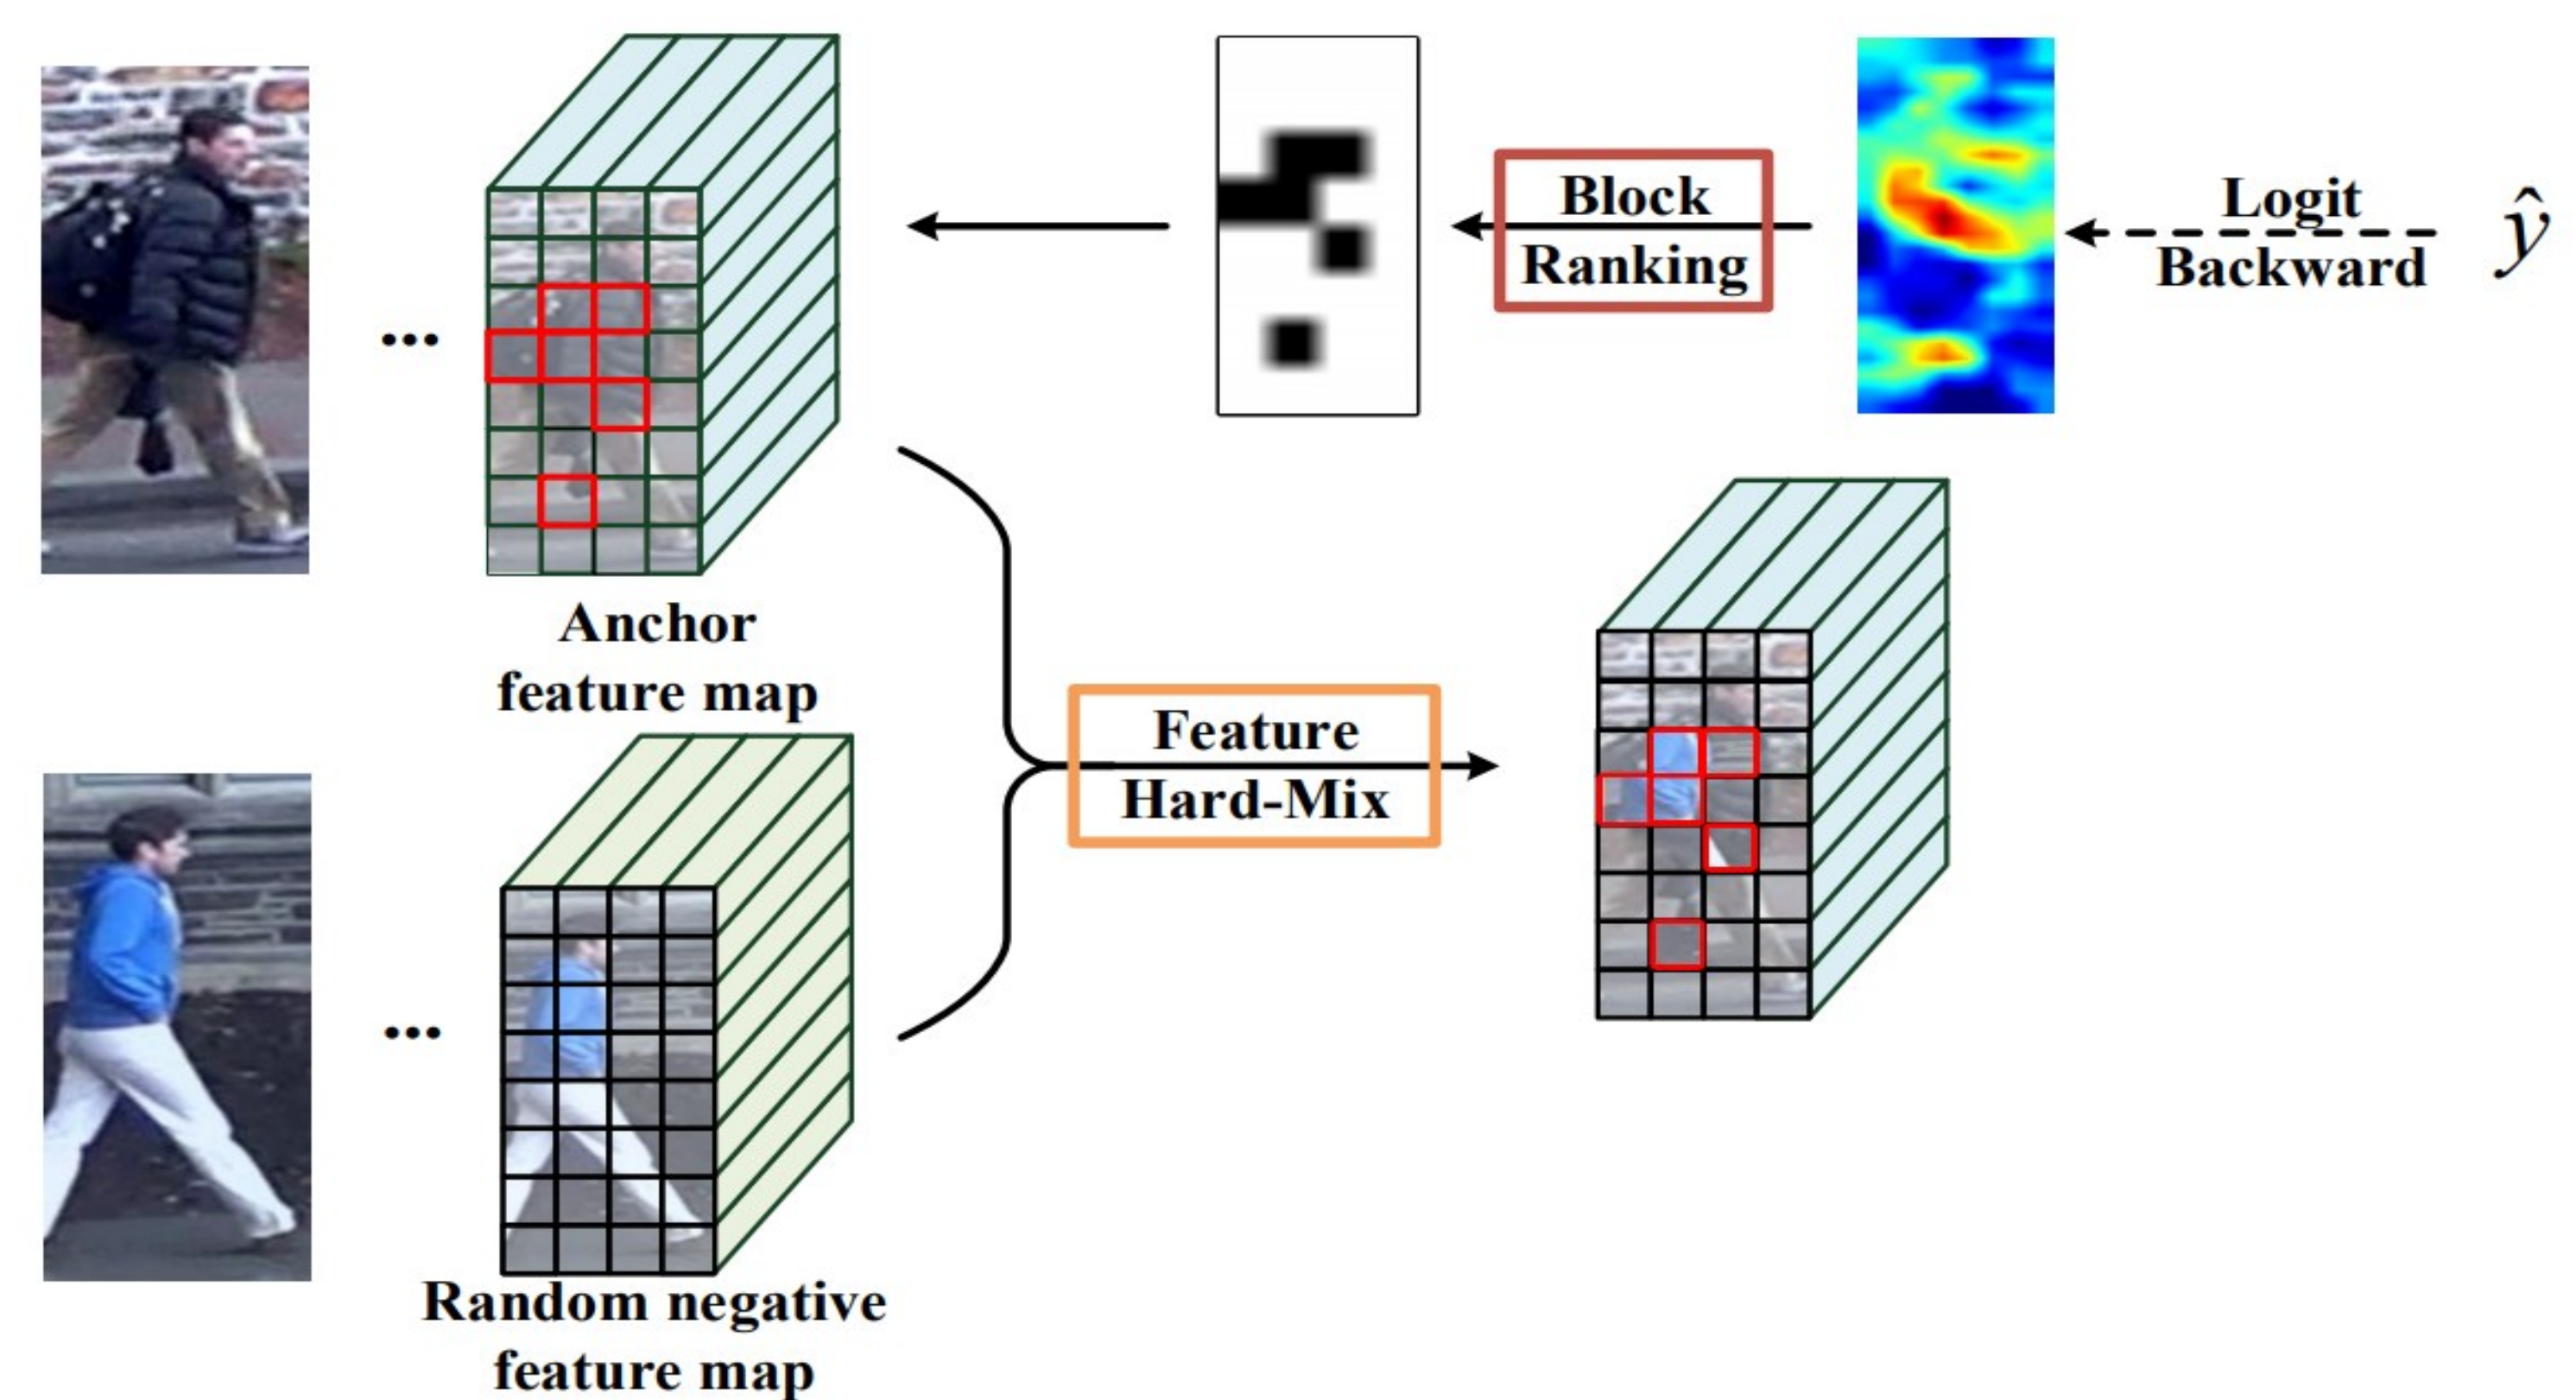 Block
Ranking
Logit
Backward
ŷ
...
Anchor
feature map
Feature
Hard-Mix
...
Random negative
feature map